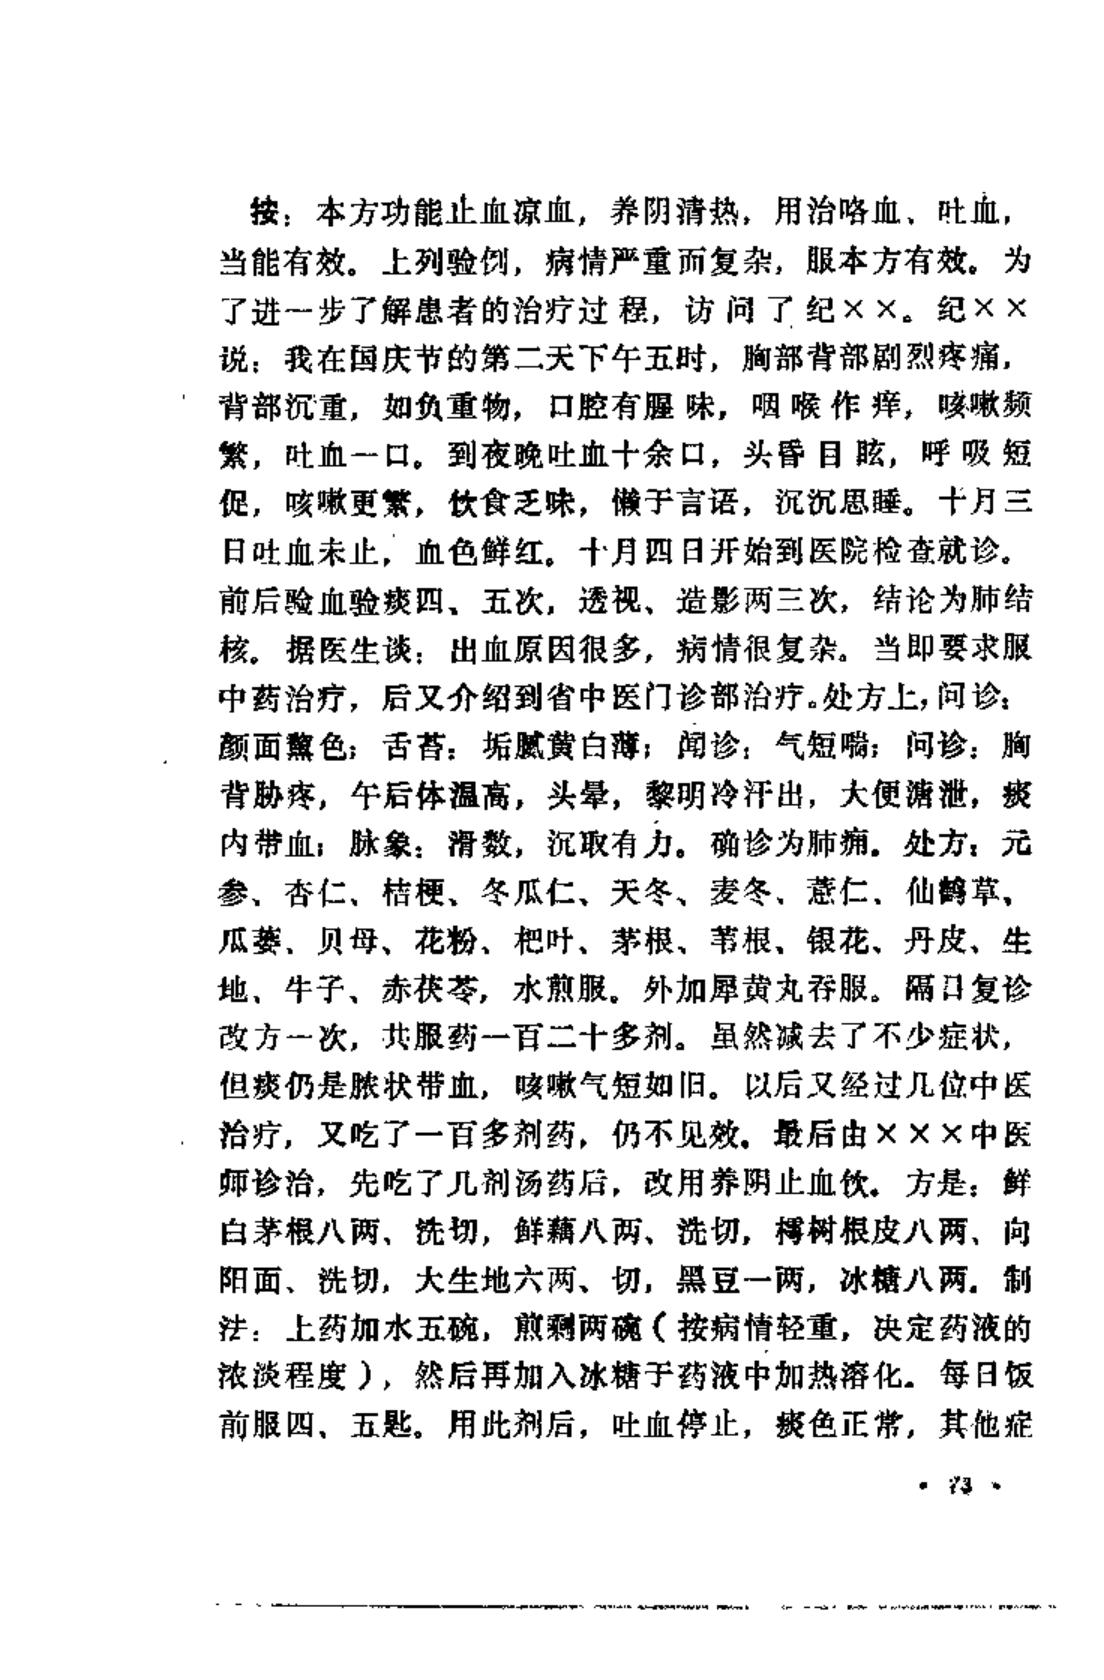 按：本方功能止血凉血，养阴清热，用治咯血、吐血，
当能有效。上列验例，病情严重而复杂，服本方有效。为
了进一步了解患者的治疗过程，访问了纪××。纪××
说：我在国庆节的第二天下午五时，胸部背部剧烈疼痛，
背部沉重，如负重物，口腔有腥味，咽喉作痒，咳嗽频
繁，吐血一口。到夜晚吐血十余口，头昏目眩，呼吸短
促，咳嗽更繁，饮食乏味，懒于言语，沉沉思睡。十月三
日吐血未止，血色鲜红。十月四日开始到医院检查就诊。
前后验血验痰四、五次，透视、造影两三次，结论为肺结
核。据医生谈：出血原因很多，病情很复杂。当即要求服
中药治疗，后又介绍到省中医门诊部治疗。处方上，问诊：
颜面黧色；舌苔：垢腻黄白薄；闻诊：气短喘；问诊：胸
背胁疼，午后体温高，头晕，黎明冷汗出，大便溏泄，痰
内带血；脉象：滑数，沉取有力。确诊为肺痈。处方：元
参、杏仁、桔梗、冬瓜仁、天冬、麦冬、薏仁、仙鹤草、
瓜蒌、贝母、花粉、杷叶、茅根、苇根、银花、丹皮、生
地、牛子、赤茯苓，水煎服。外加犀黄丸吞服。隔日复诊
改方一次，共服药一百二十多剂。虽然减去了不少症状，
但痰仍是脓状带血，咳嗽气短如旧。以后又经过几位中医
治疗，又吃了一百多剂药，仍不见效。最后由×××中医
师诊治，先吃了几剂汤药后，改用养阴止血饮。方是：鲜
白茅根八两、洗切，鲜藕八两、洗切，樗树根皮八两、向
阳面、洗切，大生地六两、切，黑豆一两，冰糖八两。制
法：上药加水五碗，煎剩两碗（按病情轻重，决定药液的
浓淡程度），然后再加入冰糖于药液中加热溶化。每日饭
前服四、五匙。用此剂后，吐血停止，痰色正常，其他症
• 73 •